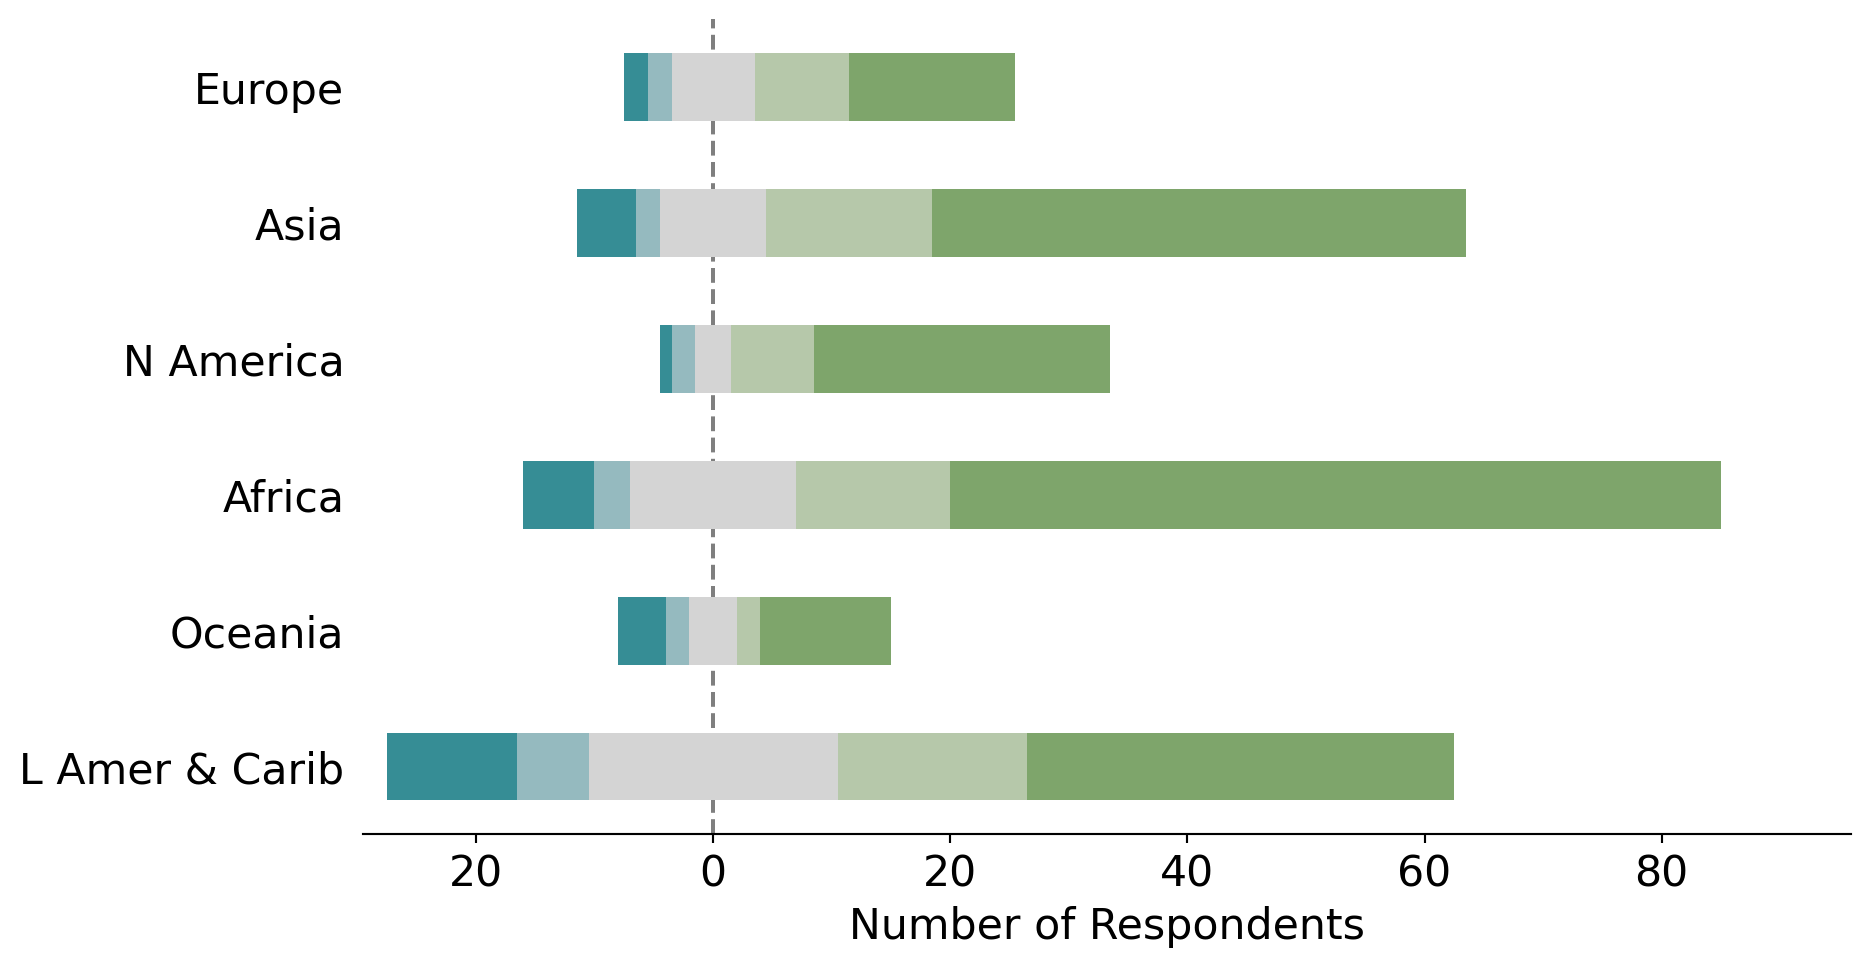 Europe
Asia
N America
Africa
Oceania
L Amer & Carib
20 0 20 40 60 80
Number of Respondents